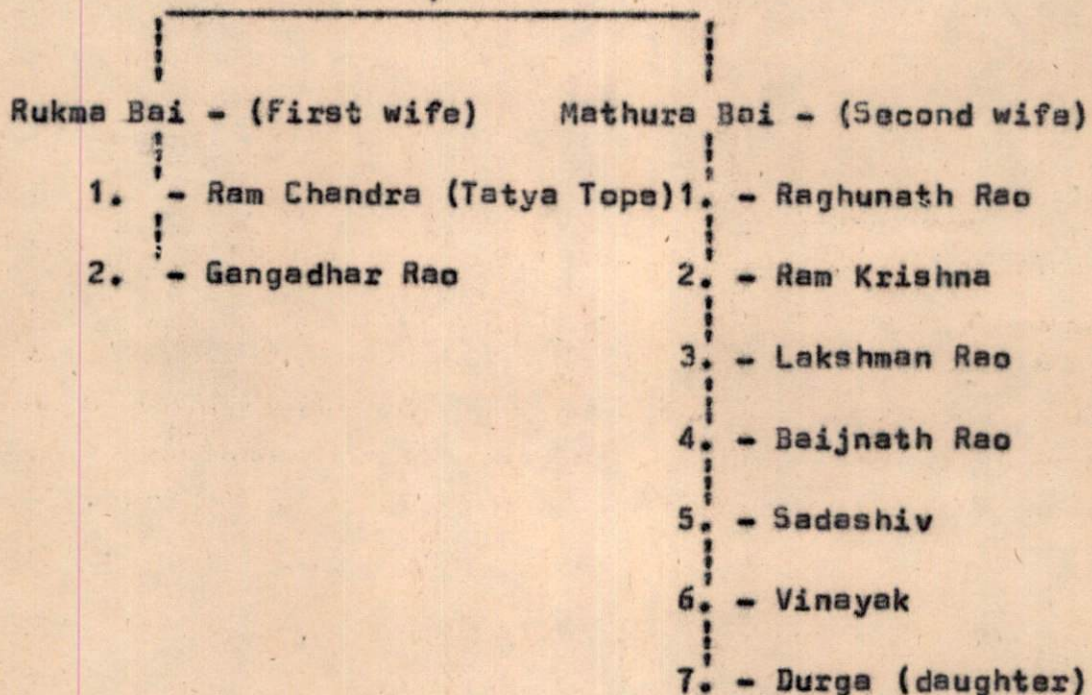 Rukma Bai - (First wife) Mathura Bai - (Second wife)
1. - Ram Chandra (Tatya Tope) 1. - Raghunath Rao
2. - Gangadhar Rao 2. - Ram Krishna
3. - Lakshman Rao
4. - Baijnath Rao
5. - Sadashiv
6. - Vinayak
7. - Durga (daughter)